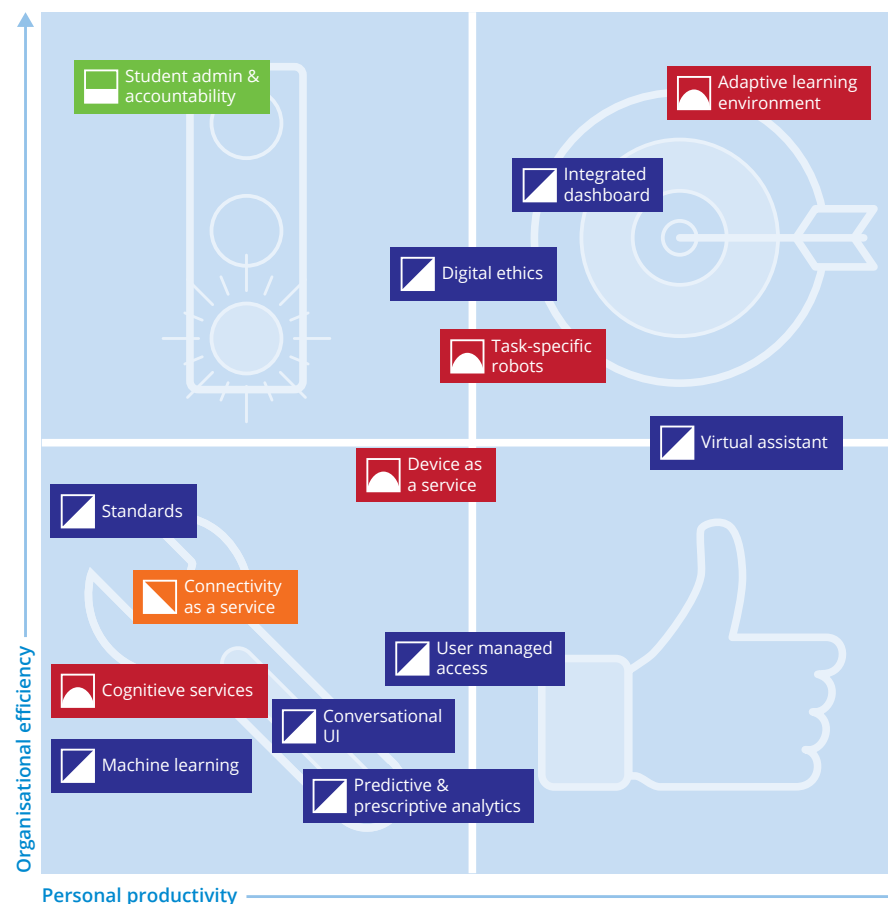 Student admin &
accountability
Adaptive learning
environment
Integrated
dashboard
Digital ethics
Task-specific
robots
Virtual assistant
Device as
a service
Standards
Connectivity
as a service
User managed
access
Cognitieve services
Conversational
UI
Machine learning
Predictive &
prescriptive analytics
Organisational efficiency
Personal productivity